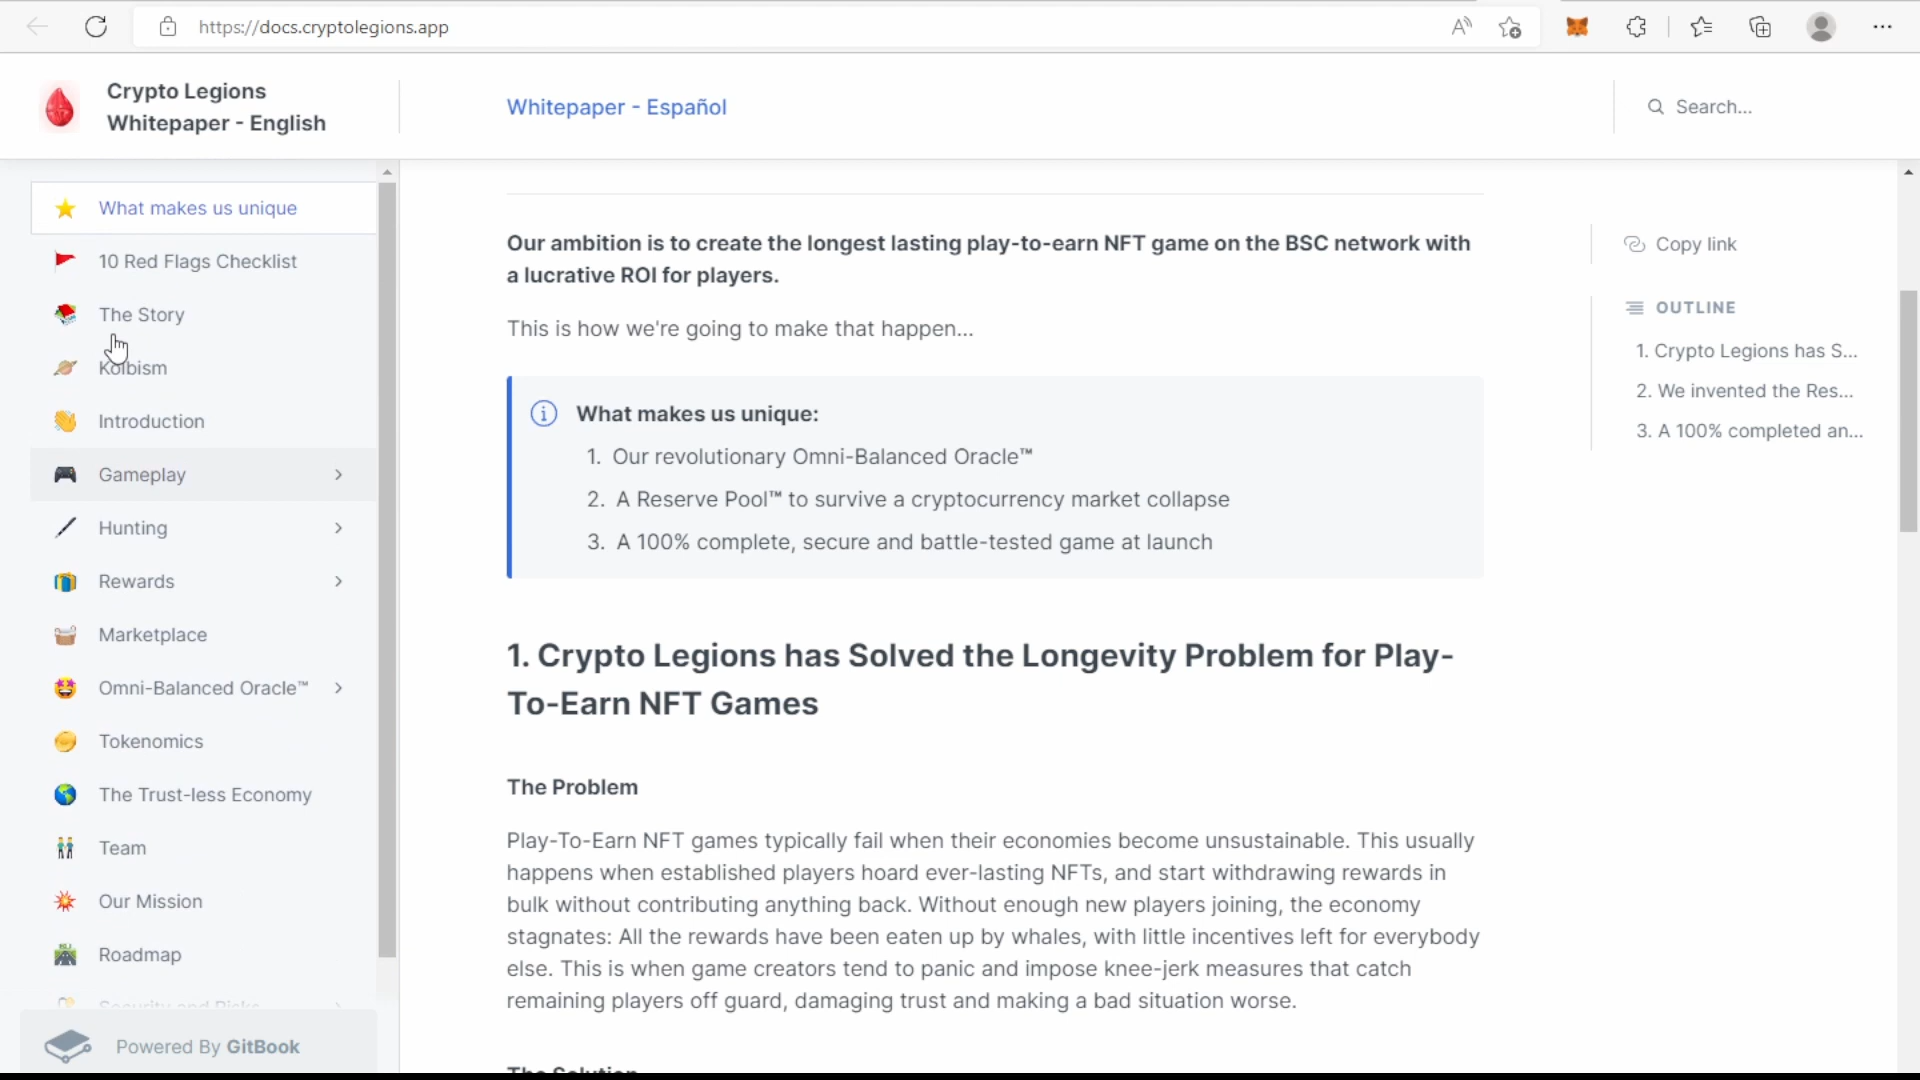 https://docs.cryptolegions.app
Crypto Legions
Whitepaper - English
Whitepaper - Español
Search...
What makes us unique
10 Red Flags Checklist
The Story
Kolbism
Introduction
Gameplay
Hunting
Rewards
Marketplace
Omni-Balanced Oracle™
Tokenomics
The Trust-less Economy
Team
Our Mission
Roadmap
Security and Risks
Powered By GitBook
Our ambition is to create the longest lasting play-to-earn NFT game on the BSC network with
a lucrative ROI for players.
This is how we're going to make that happen...
What makes us unique:
1. Our revolutionary Omni-Balanced Oracle™
2. A Reserve Pool™ to survive a cryptocurrency market collapse
3. A 100% complete, secure and battle-tested game at launch
1. Crypto Legions has Solved the Longevity Problem for Play-
To-Earn NFT Games
The Problem
Play-To-Earn NFT games typically fail when their economies become unsustainable. This usually
happens when established players hoard ever-lasting NFTs, and start withdrawing rewards in
bulk without contributing anything back. Without enough new players joining, the economy
stagnates: All the rewards have been eaten up by whales, with little incentives left for everybody
else. This is when game creators tend to panic and impose knee-jerk measures that catch
remaining players off guard, damaging trust and making a bad situation worse.
The Solution
Copy link
OUTLINE
1. Crypto Legions has S...
2. We invented the Res...
3. A 100% completed an...